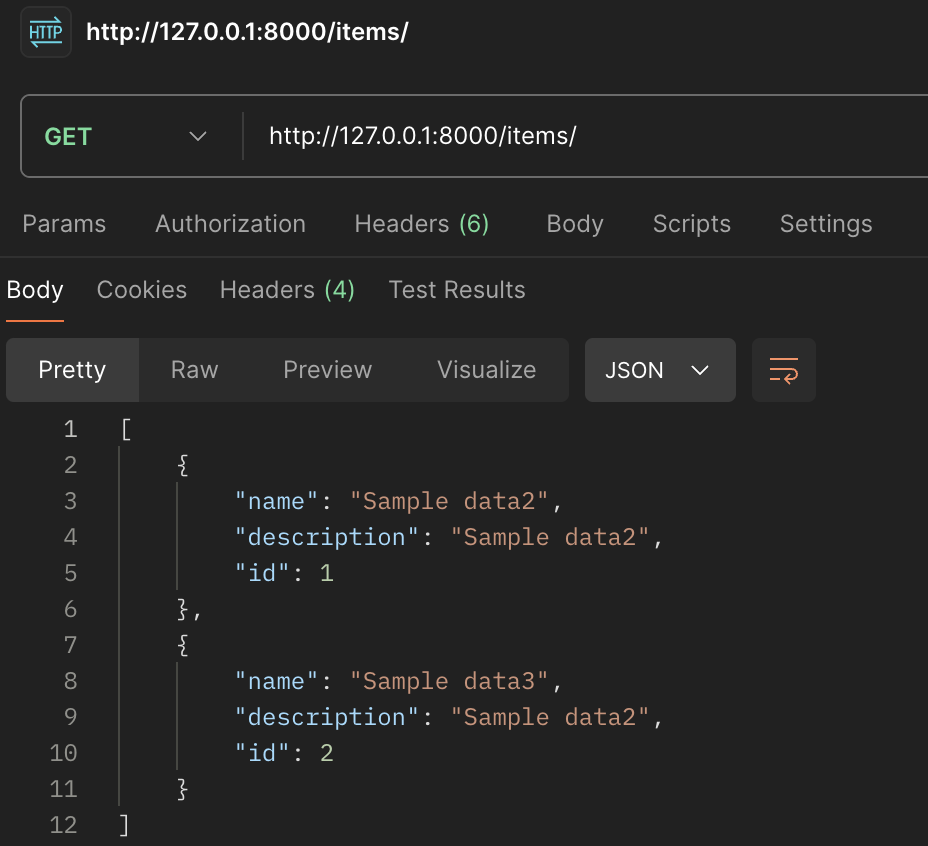 HTTP http://127.0.0.1:8000/items/
GET http://127.0.0.1:8000/items/
Params Authorization Headers (6) Body Scripts Settings
Body Cookies Headers (4) Test Results
Pretty Raw Preview Visualize JSON
1 [
2 {
3 "name": "Sample data2",
4 "description": "Sample data2",
5 "id": 1
6 },
7 {
8 "name": "Sample data3",
9 "description": "Sample data2",
10 "id": 2
11 }
12 ]